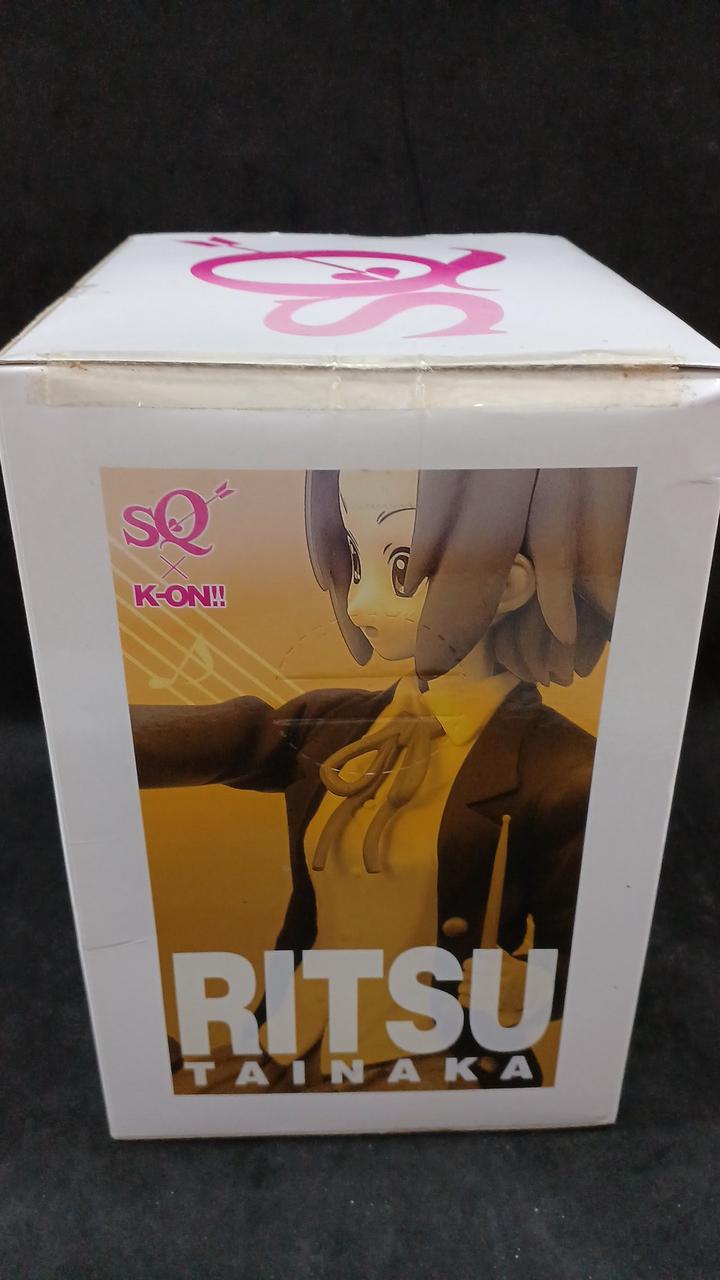 SQ
SQ
×
K-ON!!
RITSU
TAINAKA